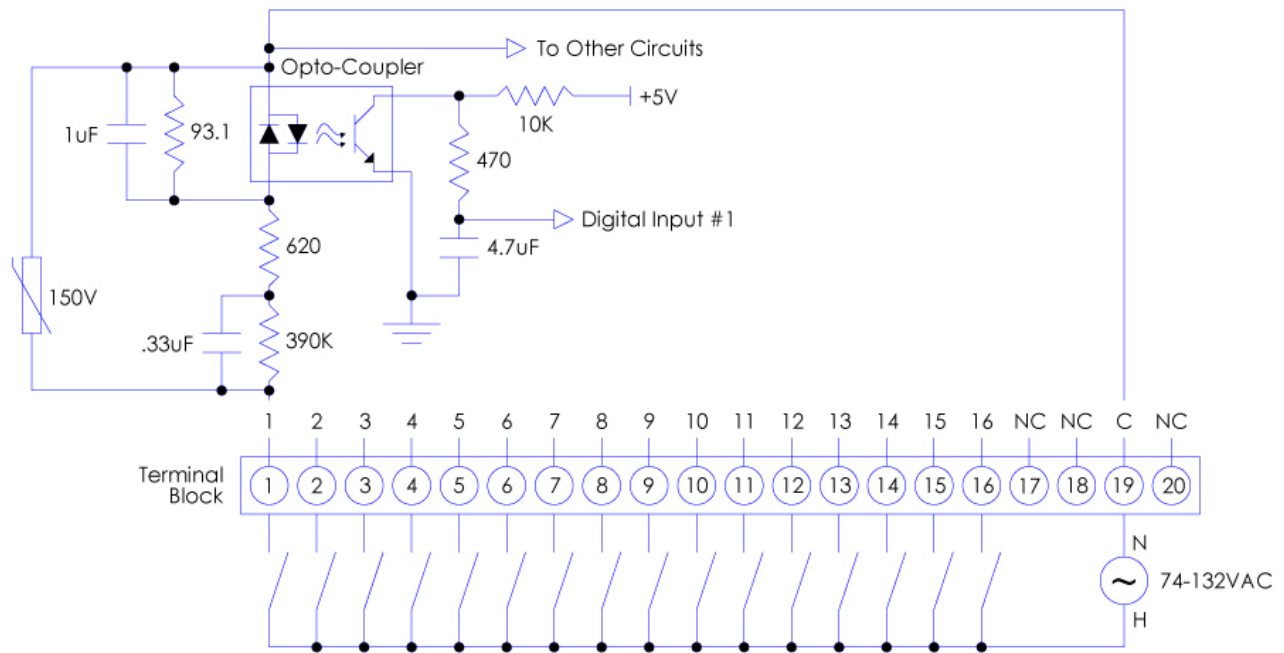 To Other Circuits
Opto-Coupler
+5V
10K
1uF
93.1
470
Digital Input #1
620
4.7uF
150V
.33uF
390K
1 2 3 4 5 6 7 8 9 10 11 12 13 14 15 16 NC NC C NC
Terminal
Block
1 2 3 4 5 6 7 8 9 10 11 12 13 14 15 16 17 18 19 20
N
~
74-132VAC
H